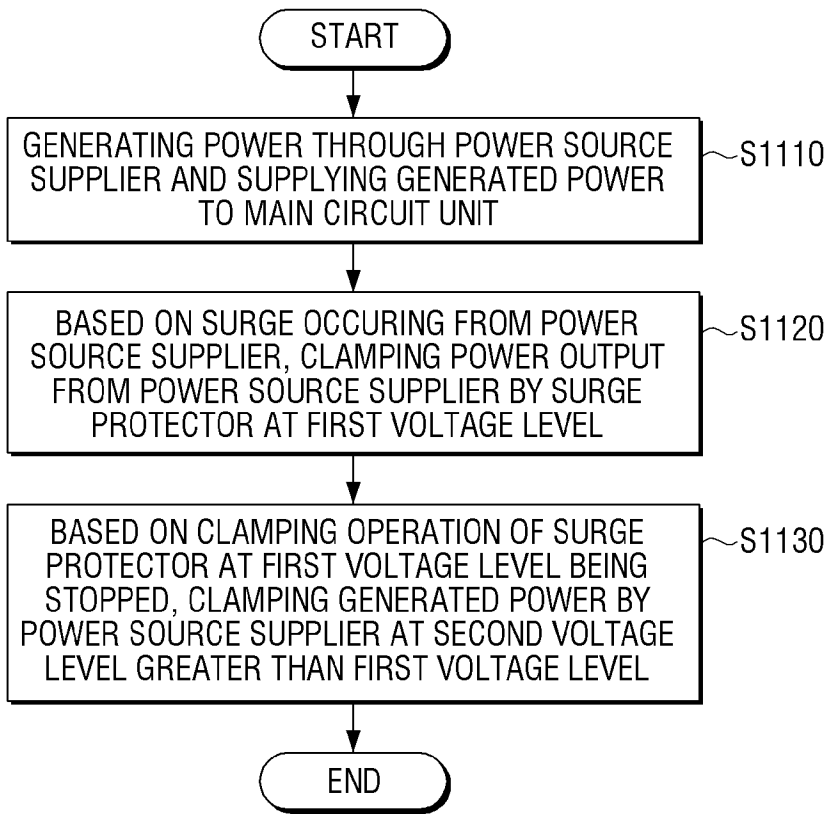 START
GENERATING POWER THROUGH POWER SOURCE
SUPPLIER AND SUPPLYING GENERATED POWER
TO MAIN CIRCUIT UNIT
S1110
BASED ON SURGE OCCURING FROM POWER
SOURCE SUPPLIER, CLAMPING POWER OUTPUT
FROM POWER SOURCE SUPPLIER BY SURGE
PROTECTOR AT FIRST VOLTAGE LEVEL
S1120
BASED ON CLAMPING OPERATION OF SURGE
PROTECTOR AT FIRST VOLTAGE LEVEL BEING
STOPPED, CLAMPING GENERATED POWER BY
POWER SOURCE SUPPLIER AT SECOND VOLTAGE
LEVEL GREATER THAN FIRST VOLTAGE LEVEL
S1130
END